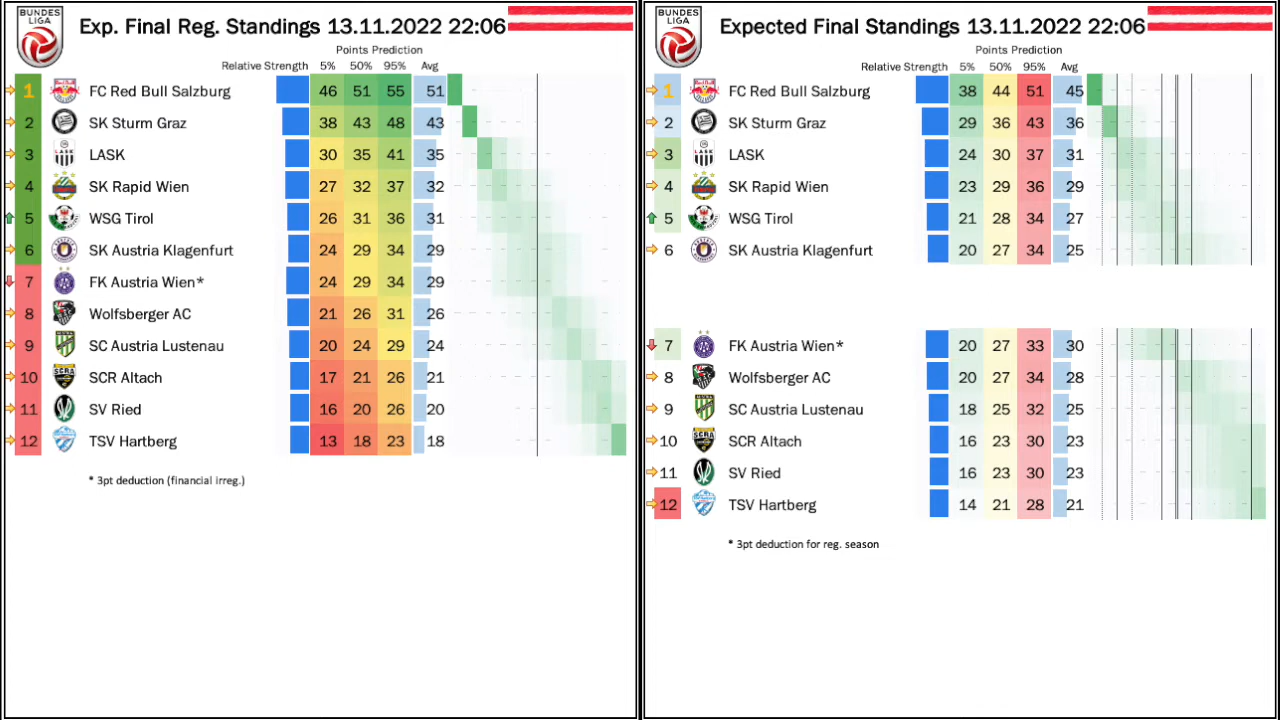 BUNDES
LIGA
Exp. Final Reg. Standings 13.11.2022 22:06
Points Prediction
Relative Strength 5% 50% 95% Avg
1 FC Red Bull Salzburg 46 51 55 51
2 SK Sturm Graz 38 43 48 43
3 LASK 30 35 41 35
4 SK Rapid Wien 27 32 37 32
5 WSG Tirol 26 31 36 31
6 SK Austria Klagenfurt 24 29 34 29
7 FK Austria Wien* 24 29 34 29
8 Wolfsberger AC 21 26 31 26
9 SC Austria Lustenau 20 24 29 24
10 SCR Altach 17 21 26 21
11 SV Ried 16 20 26 20
12 TSV Hartberg 13 18 23 18
* 3pt deduction (financial irreg.)
BUNDES
LIGA
Expected Final Standings 13.11.2022 22:06
Points Prediction
Relative Strength 5% 50% 95% Avg
1 FC Red Bull Salzburg 38 44 51 45
2 SK Sturm Graz 29 36 43 36
3 LASK 24 30 37 31
4 SK Rapid Wien 23 29 36 29
5 WSG Tirol 21 28 34 27
6 SK Austria Klagenfurt 20 27 34 25
7 FK Austria Wien* 20 27 33 30
8 Wolfsberger AC 20 27 34 28
9 SC Austria Lustenau 18 25 32 25
10 SCR Altach 16 23 30 23
11 SV Ried 16 23 30 23
12 TSV Hartberg 14 21 28 21
* 3pt deduction for reg. season